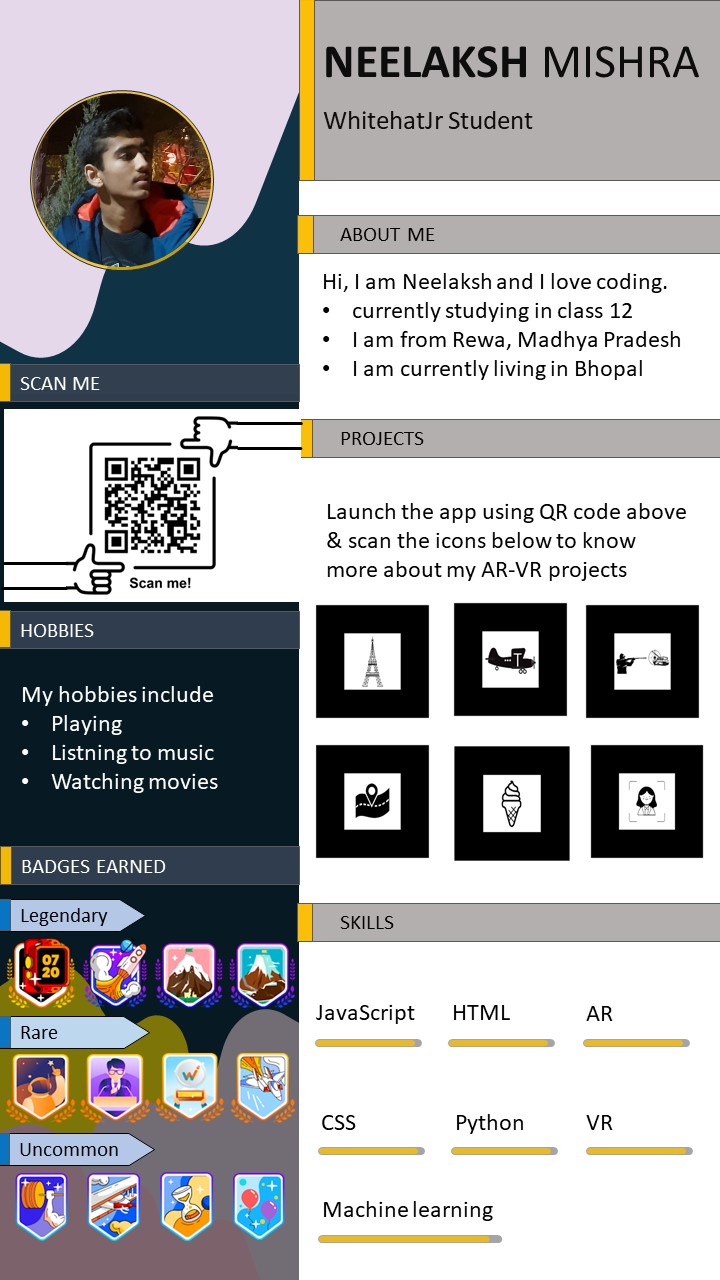 NEELAKSH MISHRA
WhitehatJr Student
ABOUT ME
Hi, I am Neelaksh and I love coding.
• currently studying in class 12
• I am from Rewa, Madhya Pradesh
• I am currently living in Bhopal
SCAN ME
Scan me!
PROJECTS
Launch the app using QR code above
& scan the icons below to know
more about my AR-VR projects
HOBBIES
My hobbies include
• Playing
• Listning to music
• Watching movies
BADGES EARNED
Legendary
07
20
Rare
W
Uncommon
SKILLS
JavaScript HTML AR
CSS Python VR
Machine learning